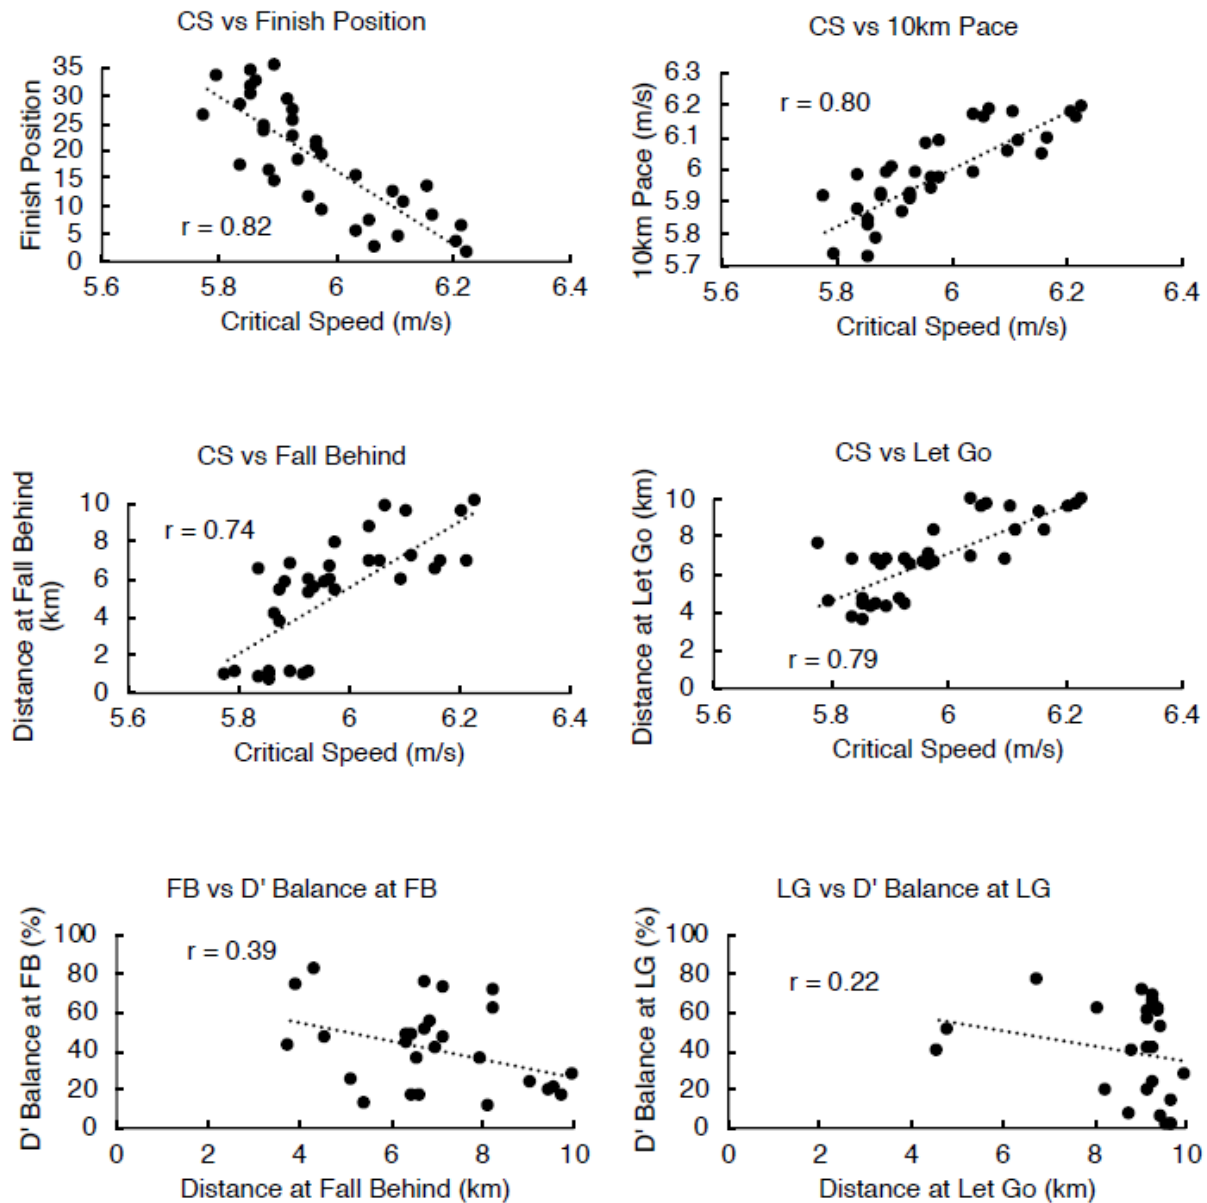 CS vs Finish Position
Finish Position
35
30
25
20
15
10
5
0
r = 0.82
5.6 5.8 6 6.2 6.4
Critical Speed (m/s)
CS vs 10km Pace
10km Pace (m/s)
6.3
6.2
6.1
6
5.9
5.8
5.7
r = 0.80
5.6 5.8 6 6.2 6.4
Critical Speed (m/s)
CS vs Fall Behind
Distance at Fall Behind
(km)
10
8
6
4
2
0
r = 0.74
5.6 5.8 6 6.2 6.4
Critical Speed (m/s)
CS vs Let Go
Distance at Let Go (km)
10
8
6
4
2
0
r = 0.79
5.6 5.8 6 6.2 6.4
Critical Speed (m/s)
FB vs D' Balance at FB
D' Balance at FB (%)
100
80
60
40
20
0
r = 0.39
0 2 4 6 8 10
Distance at Fall Behind (km)
LG vs D' Balance at LG
D' Balance at LG (%)
100
80
60
40
20
0
r = 0.22
0 2 4 6 8 10
Distance at Let Go (km)